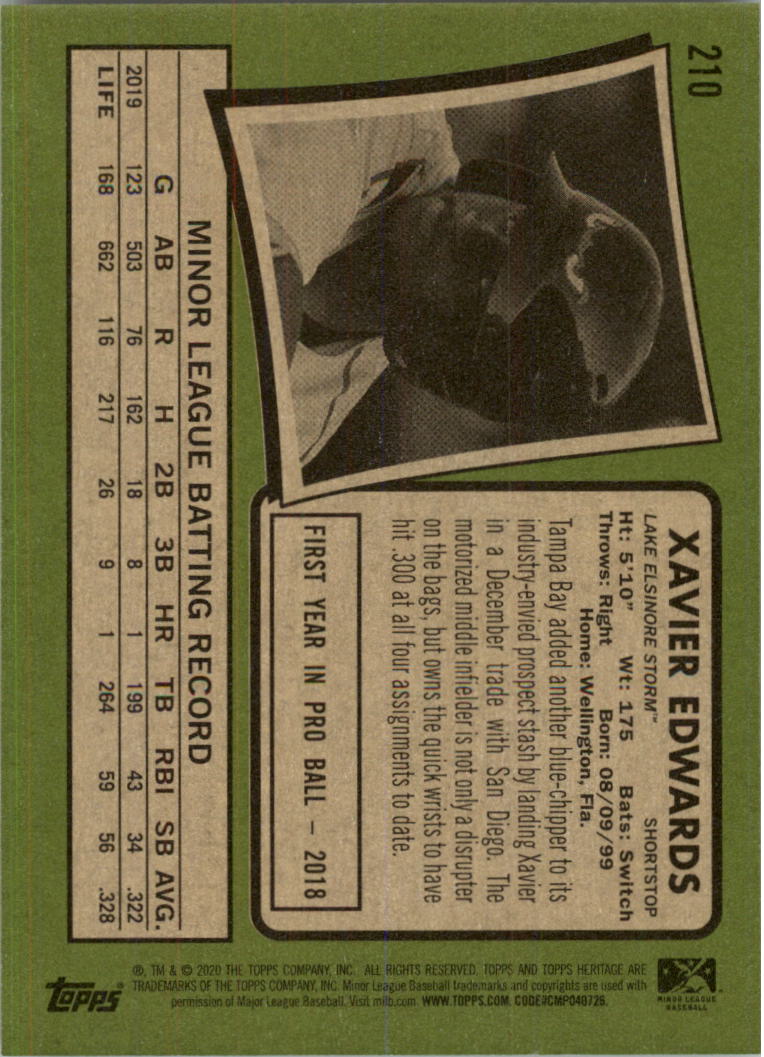 210
XAVIER EDWARDS
LAKE ELSINORE STORM™ SHORTSTOP
Ht: 5'10" Wt: 175 Bats: Switch
Throws: Right Born: 08/09/99
Home: Wellington, Fla.
Tampa Bay added another blue-chipper to its
industry-envied prospect stash by landing Xavier
in a December trade with San Diego. The
motorized middle infielder is not only a disrupter
on the bags, but owns the quick wrists to have
hit .300 at all four assignments to date.
FIRST YEAR IN PRO BALL – 2018
MINOR LEAGUE BATTING RECORD
G AB R H 2B 3B HR TB RBI SB AVG.
2019 123 503 76 162 18 8 1 199 43 34 .322
LIFE 168 662 116 217 26 9 1 264 59 56 .328
MINOR LEAGUE
BASEBALL
®, TM & © 2020 THE TOPPS COMPANY, INC. ALL RIGHTS RESERVED. TOPPS AND TOPPS HERITAGE ARE
TRADEMARKS OF THE TOPPS COMPANY, INC. Minor League Baseball trademarks and copyrights are used with
permission of Major League Baseball. Visit milb.com. WWW.TOPPS.COM. CODE#CMP040726.
topps®